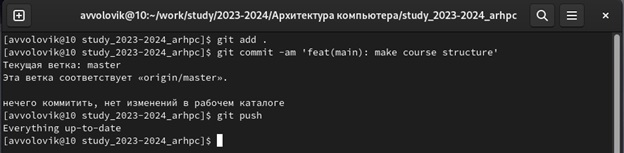 avvolovik@10:~/work/study/2023-2024/Архитектура компьютера/study_2023-2024_arhpc
[avvolovik@10 study_2023-2024_arhpc]$ git add .
[avvolovik@10 study_2023-2024_arhpc]$ git commit -am 'feat(main): make course structure'
Текущая ветка: master
Эта ветка соответствует «origin/master».
нечего коммитить, нет изменений в рабочем каталоге
[avvolovik@10 study_2023-2024_arhpc]$ git push
Everything up-to-date
[avvolovik@10 study_2023-2024_arhpc]$